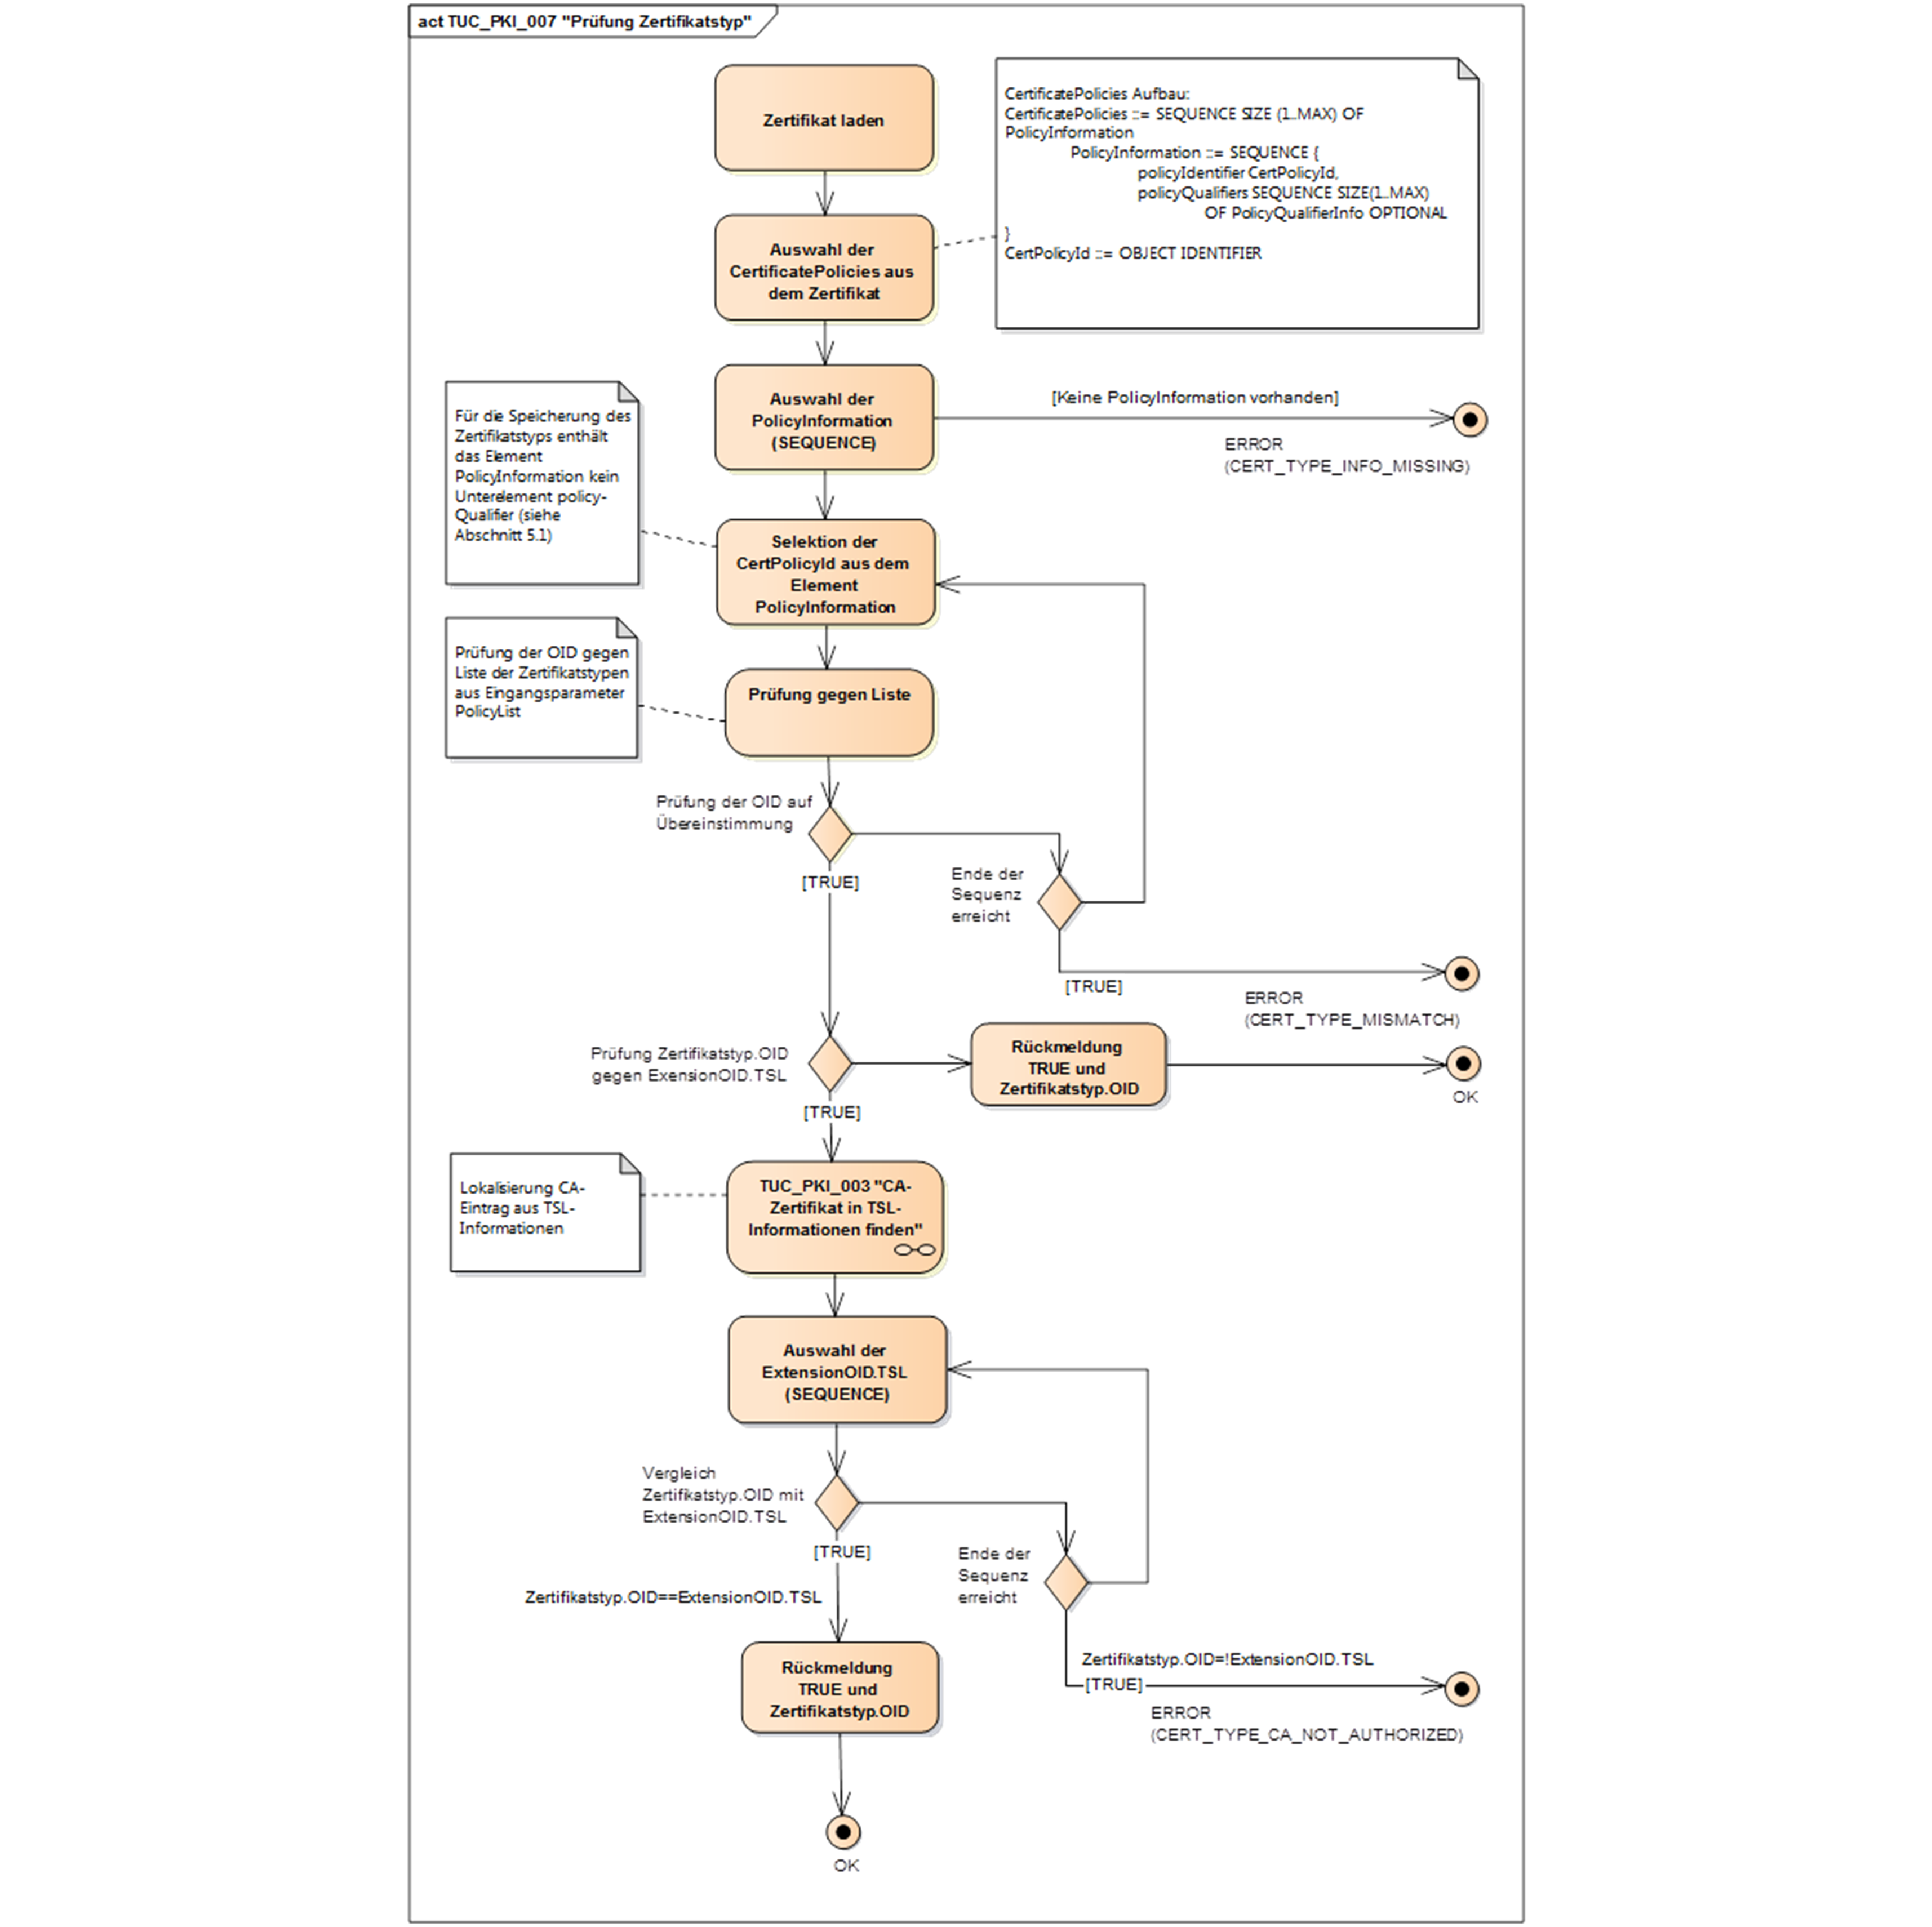 act TUC_PKI_007 "Prüfung Zertifikatstyp"
Zertifikat laden
CertificatePolicies Aufbau:
CertificatePolicies ::= SEQUENCE SIZE (1..MAX) OF
PolicyInformation
PolicyInformation ::= SEQUENCE {
policyIdentifier CertPolicyId,
policyQualifiers SEQUENCE SIZE(1..MAX)
OF PolicyQualifierInfo OPTIONAL
}
CertPolicyId ::= OBJECT IDENTIFIER
Auswahl der
CertificatePolicies aus
dem Zertifikat
Auswahl der
PolicyInformation
(SEQUENCE)
[Keine PolicyInformation vorhanden]
ERROR
(CERT_TYPE_INFO_MISSING)
Für die Speicherung des
Zertifikatstyps enthält
das Element
PolicyInformation kein
Unterelement policy-
Qualifier (siehe
Abschnitt 5.1)
Selektion der
CertPolicyId aus dem
Element
PolicyInformation
Prüfung der OID gegen
Liste der Zertifikatstypen
aus Eingangsparameter
PolicyList
Prüfung gegen Liste
Prüfung der OID auf
Übereinstimmung
[TRUE]
Ende der
Sequenz
erreicht
[TRUE]
ERROR
(CERT_TYPE_MISMATCH)
Prüfung Zertifikatstyp.OID
gegen ExensionOID.TSL
[TRUE]
Rückmeldung
TRUE und
Zertifikatstyp.OID
OK
Lokalisierung CA-
Eintrag aus TSL-
Informationen
TUC_PKI_003 "CA-
Zertifikat in TSL-
Informationen finden"
Auswahl der
ExtensionOID.TSL
(SEQUENCE)
Vergleich
Zertifikatstyp.OID mit
ExtensionOID.TSL
[TRUE]
Zertifikatstyp.OID==ExtensionOID.TSL
Ende der
Sequenz
erreicht
Zertifikatstyp.OID=!ExtensionOID.TSL
[TRUE]
ERROR
(CERT_TYPE_CA_NOT_AUTHORIZED)
Rückmeldung
TRUE und
Zertifikatstyp.OID
OK